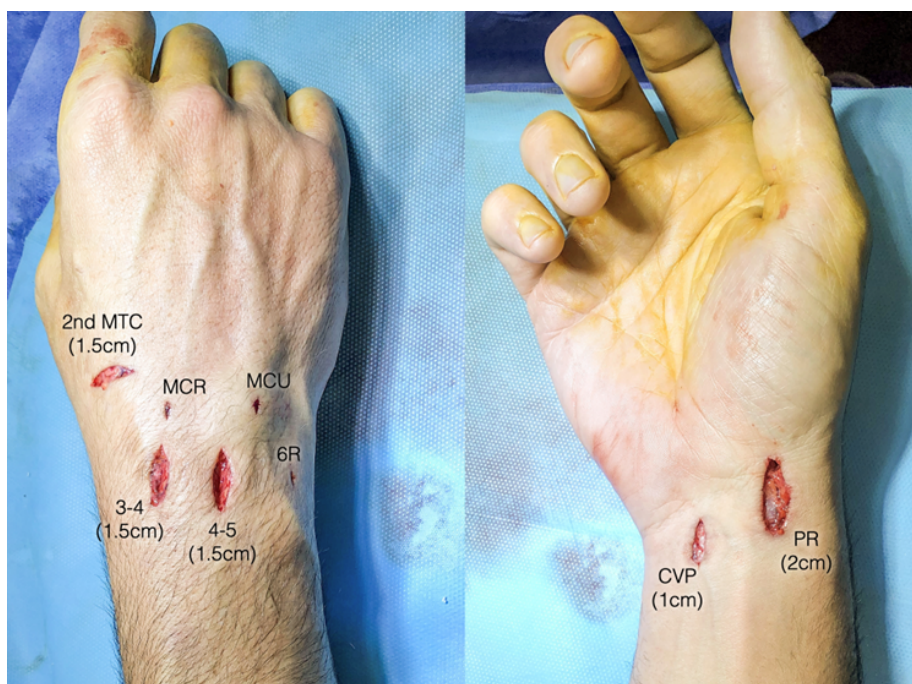 2nd MTC
(1.5cm)
MCR
MCU
6R
3-4
(1.5cm)
4-5
(1.5cm)
CVP
(1cm)
PR
(2cm)